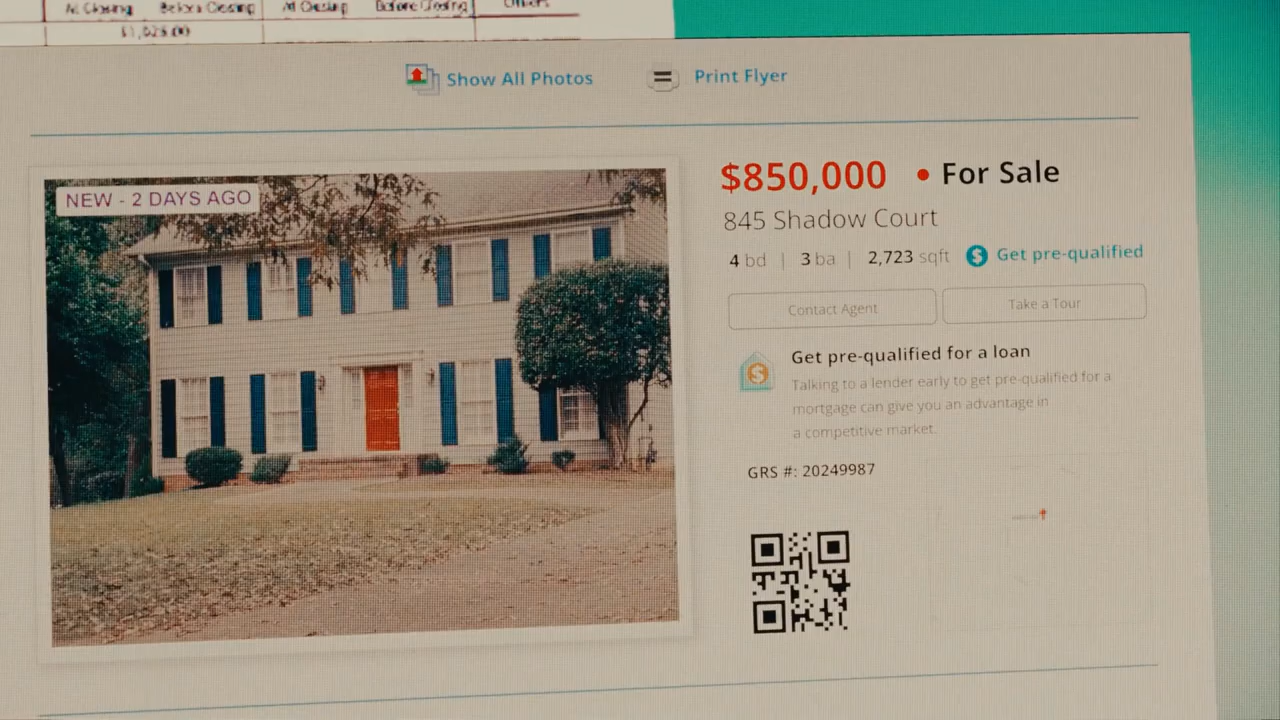 At Closing Before Closing At Closing Before Closing Others
$1,025.00
Show All Photos Print Flyer
NEW - 2 DAYS AGO
$850,000 • For Sale
845 Shadow Court
4 bd | 3 ba | 2,723 sqft Get pre-qualified
Contact Agent Take a Tour
Get pre-qualified for a loan
Talking to a lender early to get pre-qualified for a
mortgage can give you an advantage in
a competitive market.
GRS #: 20249987